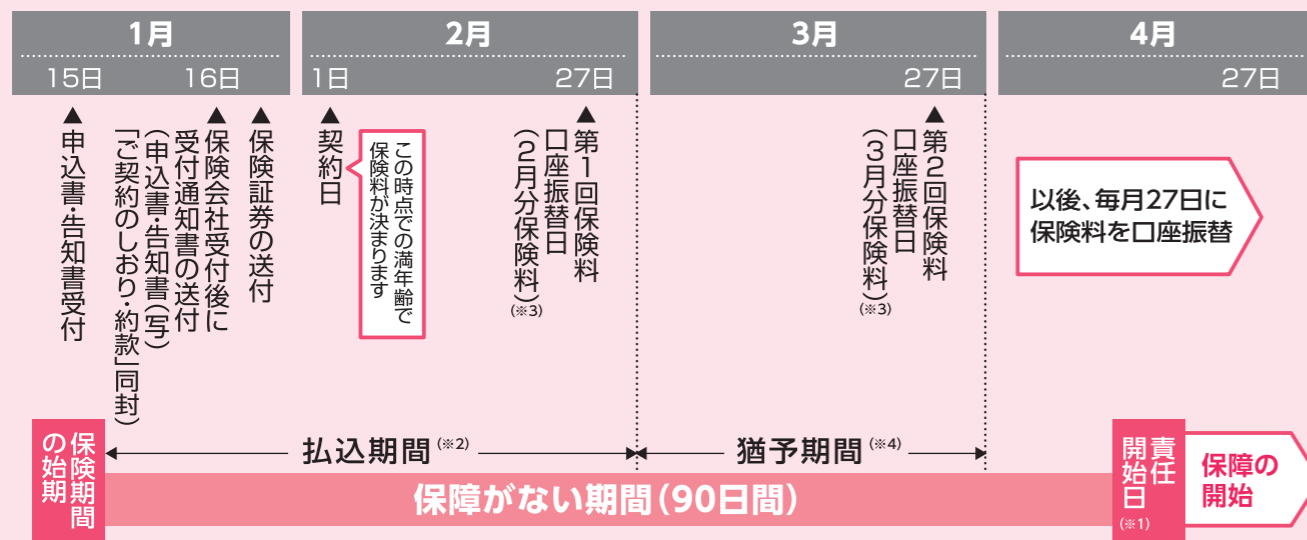 1月
2月
3月
4月
15日
16日
1日
27日
27日
27日
▲申込書・告知書受付
▲保険会社受付後に
受付通知書の送付
(申込書・告知書(写)
「ご契約のしおり・約款」同封)
▲保険証券の送付
▲契約日
この時点での満年齢で
保険料が決まります
▲第1回保険料
口座振替日
(2月分保険料)(※3)
▲第2回保険料
口座振替日
(3月分保険料)(※3)
以後、毎月27日に
保険料を口座振替
保険期間
の始期
払込期間(※2)
猶予期間(※4)
保障がない期間(90日間)
責任
開始日
(※1)
保障の
開始